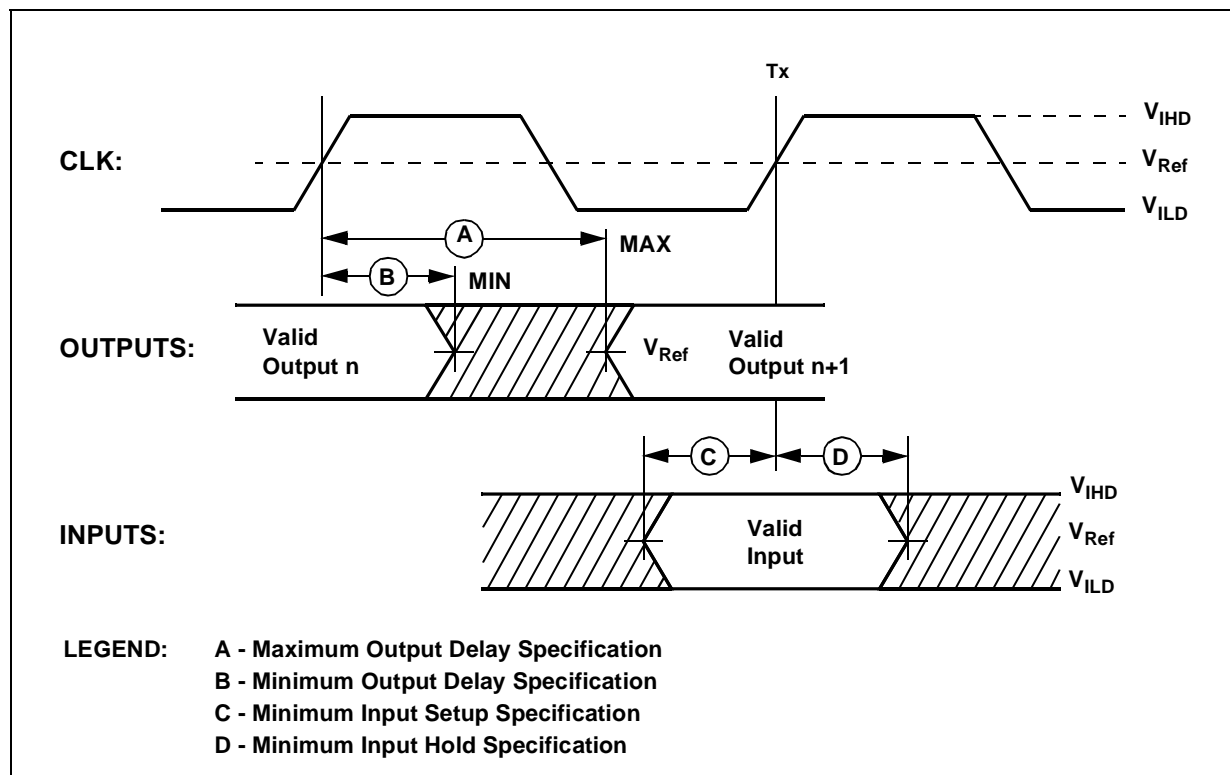 Tx
V_IHD
CLK:
V_Ref
V_ILD
A
MAX
B
MIN
OUTPUTS:
Valid
Output n
V_Ref
Valid
Output n+1
C
D
V_IHD
INPUTS:
Valid
Input
V_Ref
V_ILD
LEGEND:
A - Maximum Output Delay Specification
B - Minimum Output Delay Specification
C - Minimum Input Setup Specification
D - Minimum Input Hold Specification